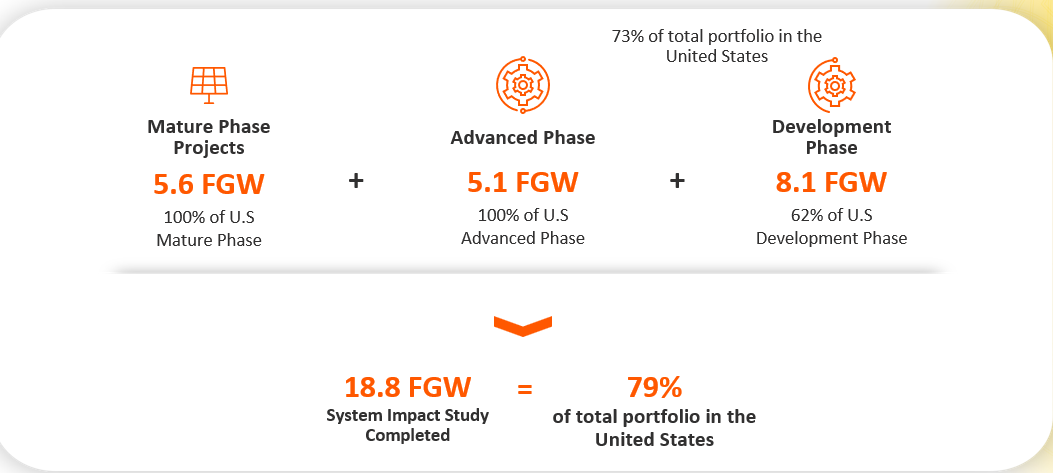 73% of total portfolio in the
United States
Mature Phase
Projects
5.6 FGW
100% of U.S
Mature Phase
+
Advanced Phase
5.1 FGW
100% of U.S
Advanced Phase
+
Development
Phase
8.1 FGW
62% of U.S
Development Phase
18.8 FGW
System Impact Study
Completed
=
79%
of total portfolio in the
United States